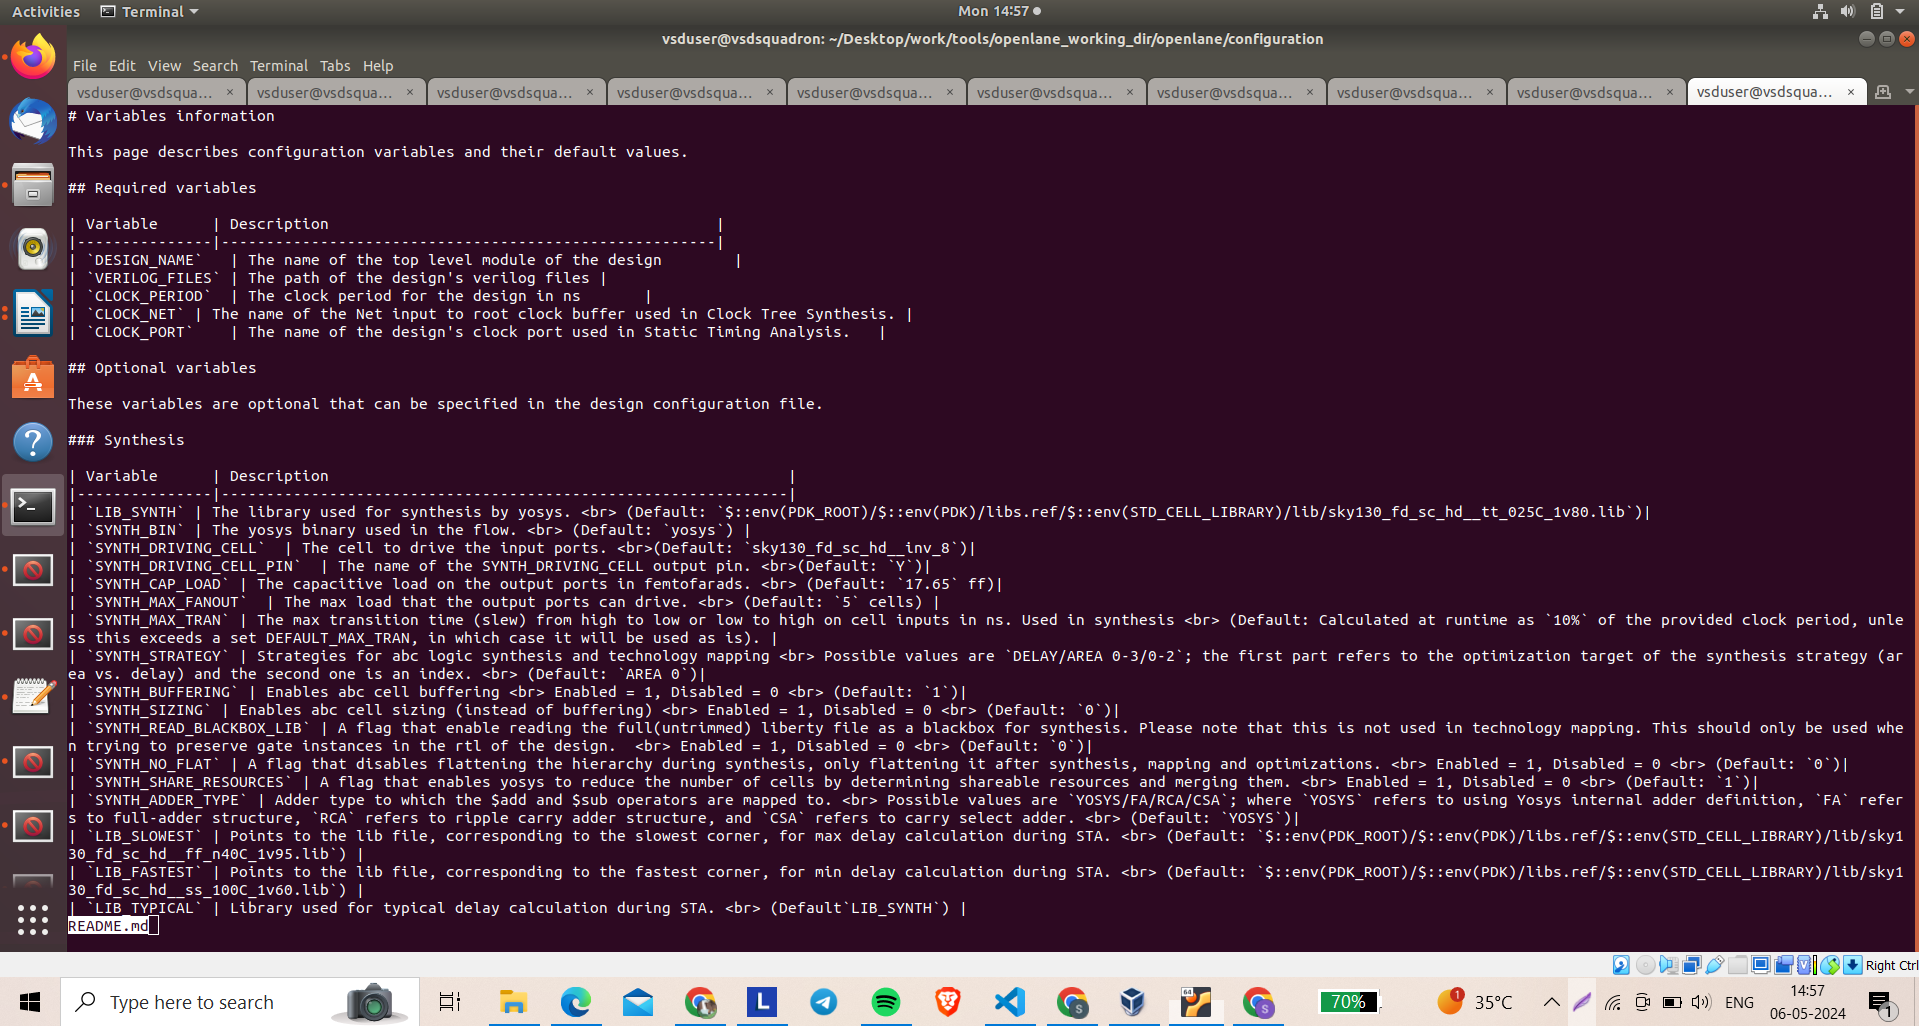 Activities Terminal Mon 14:57
vsduser@vsdsquadron: ~/Desktop/work/tools/openlane_working_dir/openlane/configuration
File Edit View Search Terminal Tabs Help
vsduser@vsdsqua... × vsduser@vsdsqua... × vsduser@vsdsqua... × vsduser@vsdsqua... × vsduser@vsdsqua... × vsduser@vsdsqua... × vsduser@vsdsqua... × vsduser@vsdsqua... × vsduser@vsdsqua... × vsduser@vsdsqua... ×
# Variables information
This page describes configuration variables and their default values.
## Required variables
| Variable      | Description                                           |
|---------------|-------------------------------------------------------|
| `DESIGN_NAME`   | The name of the top level module of the design        |
| `VERILOG_FILES` | The path of the design's verilog files |
| `CLOCK_PERIOD`  | The clock period for the design in ns       |
| `CLOCK_NET` | The name of the Net input to root clock buffer used in Clock Tree Synthesis. |
| `CLOCK_PORT`    | The name of the design's clock port used in Static Timing Analysis.   |
## Optional variables
These variables are optional that can be specified in the design configuration file.
### Synthesis
| Variable      | Description                                                   |
|---------------|---------------------------------------------------------------|
| `LIB_SYNTH` | The library used for synthesis by yosys. <br> (Default: `$::env(PDK_ROOT)/$::env(PDK)/libs.ref/$::env(STD_CELL_LIBRARY)/lib/sky130_fd_sc_hd__tt_025C_1v80.lib`)|
| `SYNTH_BIN` | The yosys binary used in the flow. <br> (Default: `yosys`) |
| `SYNTH_DRIVING_CELL`  | The cell to drive the input ports. <br>(Default: `sky130_fd_sc_hd__inv_8`)|
| `SYNTH_DRIVING_CELL_PIN`  | The name of the SYNTH_DRIVING_CELL output pin. <br>(Default: `Y`)|
| `SYNTH_CAP_LOAD` | The capacitive load on the output ports in femtofarads. <br> (Default: `17.65` ff)|
| `SYNTH_MAX_FANOUT`  | The max load that the output ports can drive. <br> (Default: `5` cells) |
| `SYNTH_MAX_TRAN` | The max transition time (slew) from high to low or low to high on cell inputs in ns. Used in synthesis <br> (Default: Calculated at runtime as `10%` of the provided clock period, unle
ss this exceeds a set DEFAULT_MAX_TRAN, in which case it will be used as is). |
| `SYNTH_STRATEGY` | Strategies for abc logic synthesis and technology mapping <br> Possible values are `DELAY/AREA 0-3/0-2`; the first part refers to the optimization target of the synthesis strategy (ar
ea vs. delay) and the second one is an index. <br> (Default: `AREA 0`)|
| `SYNTH_BUFFERING` | Enables abc cell buffering <br> Enabled = 1, Disabled = 0 <br> (Default: `1`)|
| `SYNTH_SIZING` | Enables abc cell sizing (instead of buffering) <br> Enabled = 1, Disabled = 0 <br> (Default: `0`)|
| `SYNTH_READ_BLACKBOX_LIB` | A flag that enable reading the full(untrimmed) liberty file as a blackbox for synthesis. Please note that this is not used in technology mapping. This should only be used whe
n trying to preserve gate instances in the rtl of the design.  <br> Enabled = 1, Disabled = 0 <br> (Default: `0`)|
| `SYNTH_NO_FLAT` | A flag that disables flattening the hierarchy during synthesis, only flattening it after synthesis, mapping and optimizations. <br> Enabled = 1, Disabled = 0 <br> (Default: `0`)|
| `SYNTH_SHARE_RESOURCES` | A flag that enables yosys to reduce the number of cells by determining shareable resources and merging them. <br> Enabled = 1, Disabled = 0 <br> (Default: `1`)|
| `SYNTH_ADDER_TYPE` | Adder type to which the $add and $sub operators are mapped to. <br> Possible values are `YOSYS/FA/RCA/CSA`; where `YOSYS` refers to using Yosys internal adder definition, `FA` refer
s to full-adder structure, `RCA` refers to ripple carry adder structure, and `CSA` refers to carry select adder. <br> (Default: `YOSYS`)|
| `LIB_SLOWEST` | Points to the lib file, corresponding to the slowest corner, for max delay calculation during STA. <br> (Default: `$::env(PDK_ROOT)/$::env(PDK)/libs.ref/$::env(STD_CELL_LIBRARY)/lib/sky1
30_fd_sc_hd__ff_n40C_1v95.lib`) |
| `LIB_FASTEST` | Points to the lib file, corresponding to the fastest corner, for min delay calculation during STA. <br> (Default: `$::env(PDK_ROOT)/$::env(PDK)/libs.ref/$::env(STD_CELL_LIBRARY)/lib/sky1
30_fd_sc_hd__ss_100C_1v60.lib`) |
| `LIB_TYPICAL` | Library used for typical delay calculation during STA. <br> (Default`LIB_SYNTH`) |
README.md
Right Ctrl
Type here to search 70% 35°C ENG 14:57
06-05-2024